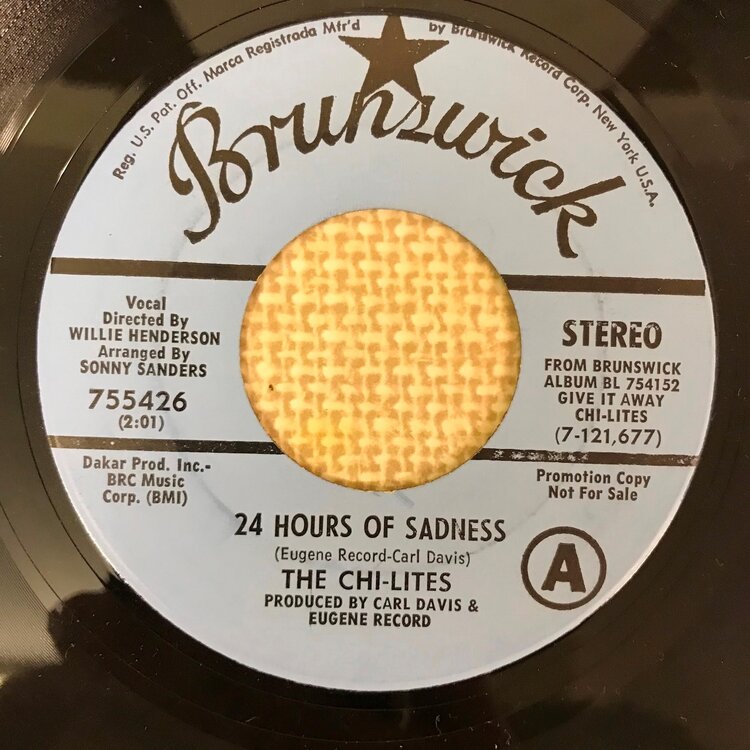 Reg. U.S. Pat. Off. Marca Registrada Mfr'd by Brunswick Record Corp. New York U.S.A.
Brunswick
Vocal
Directed By
WILLIE HENDERSON
Arranged By
SONNY SANDERS
755426
(2:01)
Dakar Prod. Inc.-
BRC Music
Corp. (BMI)
STEREO
FROM BRUNSWICK
ALBUM BL 754152
GIVE IT AWAY
CHI-LITES
(7-121,677)
Promotion Copy
Not For Sale
24 HOURS OF SADNESS
(Eugene Record-Carl Davis)
THE CHI-LITES
PRODUCED BY CARL DAVIS &
EUGENE RECORD
A